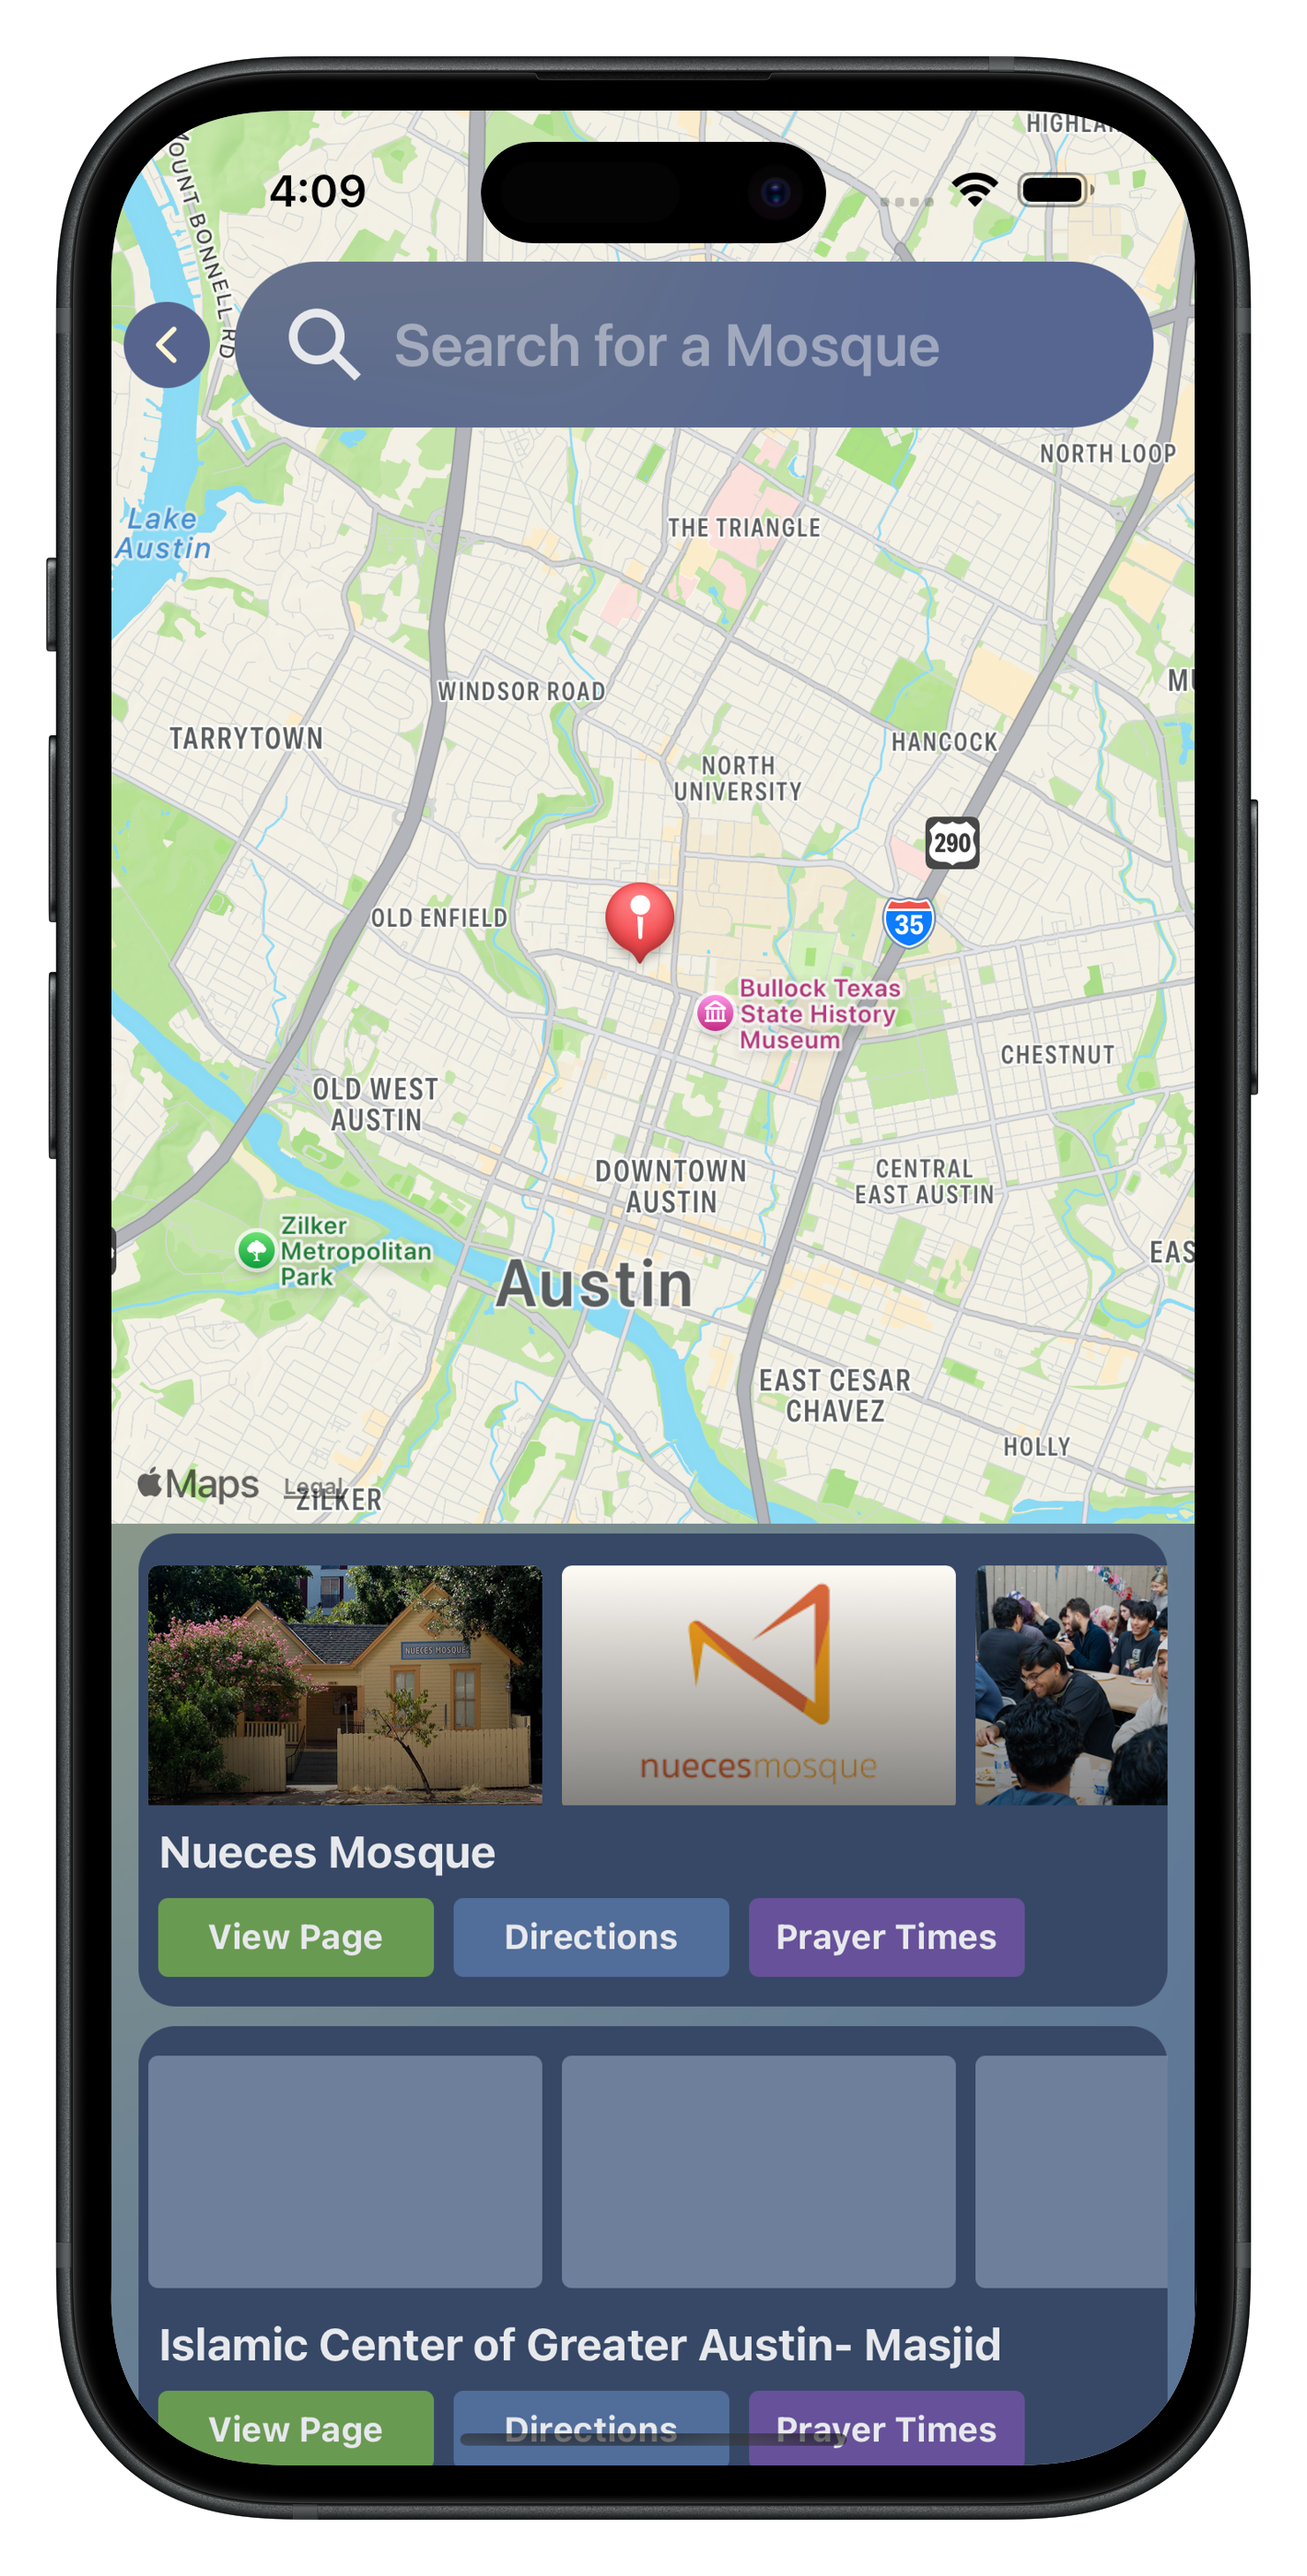 HIGHLA
4:09
MOUNT BONNELL RD
Search for a Mosque
NORTH LOOP
Lake
Austin
THE TRIANGLE
WINDSOR ROAD
MU
TARRYTOWN
HANCOCK
NORTH
UNIVERSITY
290
OLD ENFIELD
35
Bullock Texas
State History
Museum
CHESTNUT
OLD WEST
AUSTIN
DOWNTOWN
AUSTIN
CENTRAL
EAST AUSTIN
Zilker
Metropolitan
Park
EAS
Austin
EAST CESAR
CHAVEZ
HOLLY
Maps
Legal
ZILKER
NUECES MOSQUE
nuecesmosque
Nueces Mosque
View Page
Directions
Prayer Times
Islamic Center of Greater Austin- Masjid
View Page
Directions
Prayer Times